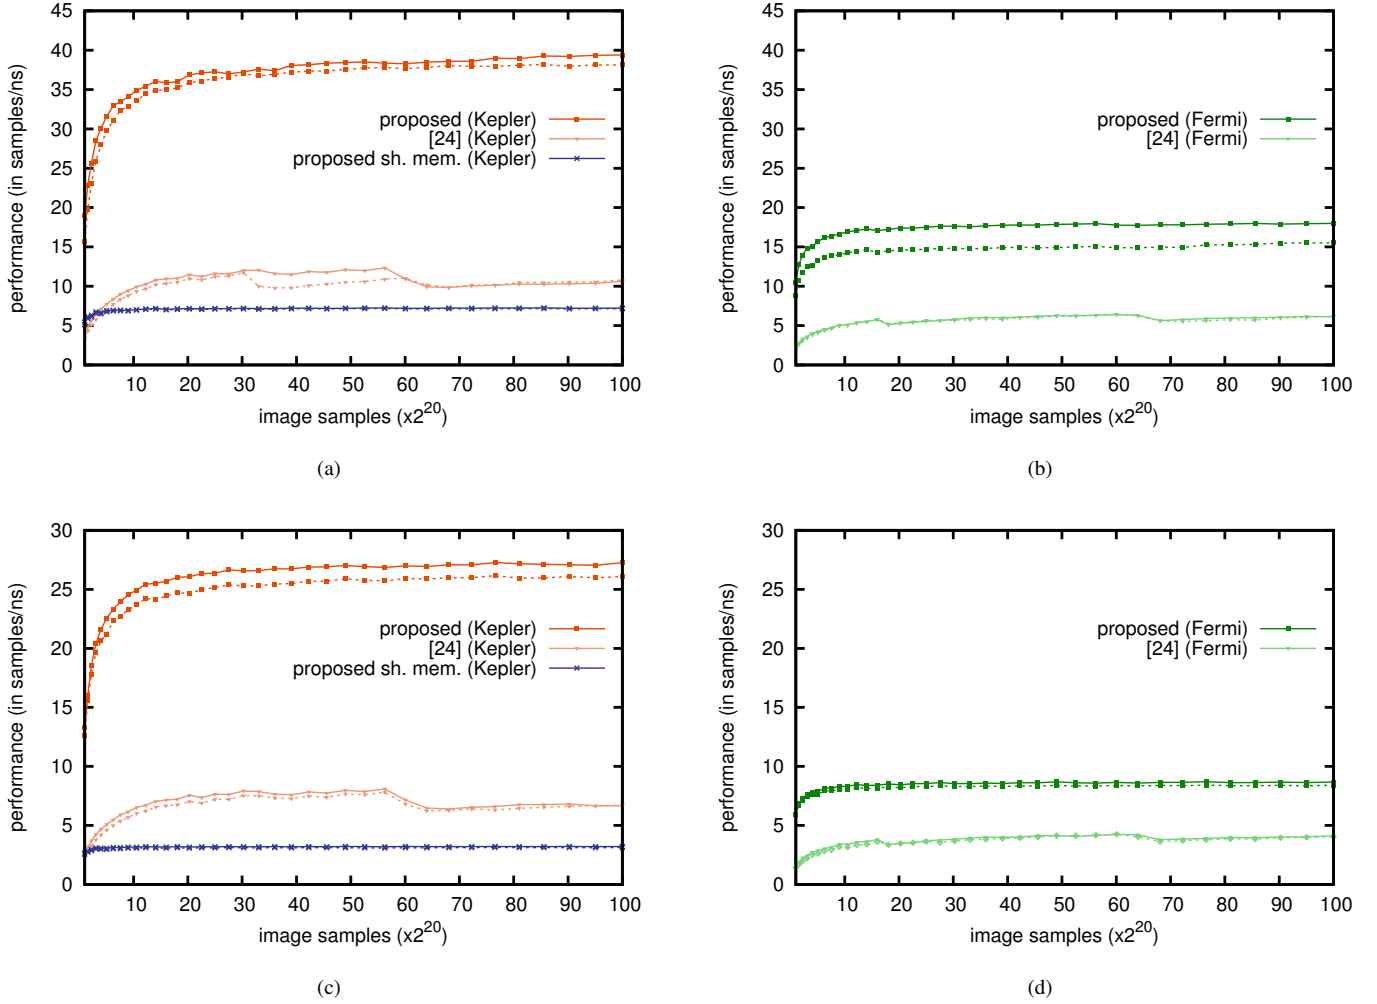 45
40
35
30
25
20
15
10
5
0
performance (in samples/ns)
proposed (Kepler)
[24] (Kepler)
proposed sh. mem. (Kepler)
10 20 30 40 50 60 70 80 90 100
image samples (x2^20)
(a)
45
40
35
30
25
20
15
10
5
0
performance (in samples/ns)
proposed (Fermi)
[24] (Fermi)
10 20 30 40 50 60 70 80 90 100
image samples (x2^20)
(b)
30
25
20
15
10
5
0
performance (in samples/ns)
proposed (Kepler)
[24] (Kepler)
proposed sh. mem. (Kepler)
10 20 30 40 50 60 70 80 90 100
image samples (x2^20)
(c)
30
25
20
15
10
5
0
performance (in samples/ns)
proposed (Fermi)
[24] (Fermi)
10 20 30 40 50 60 70 80 90 100
image samples (x2^20)
(d)